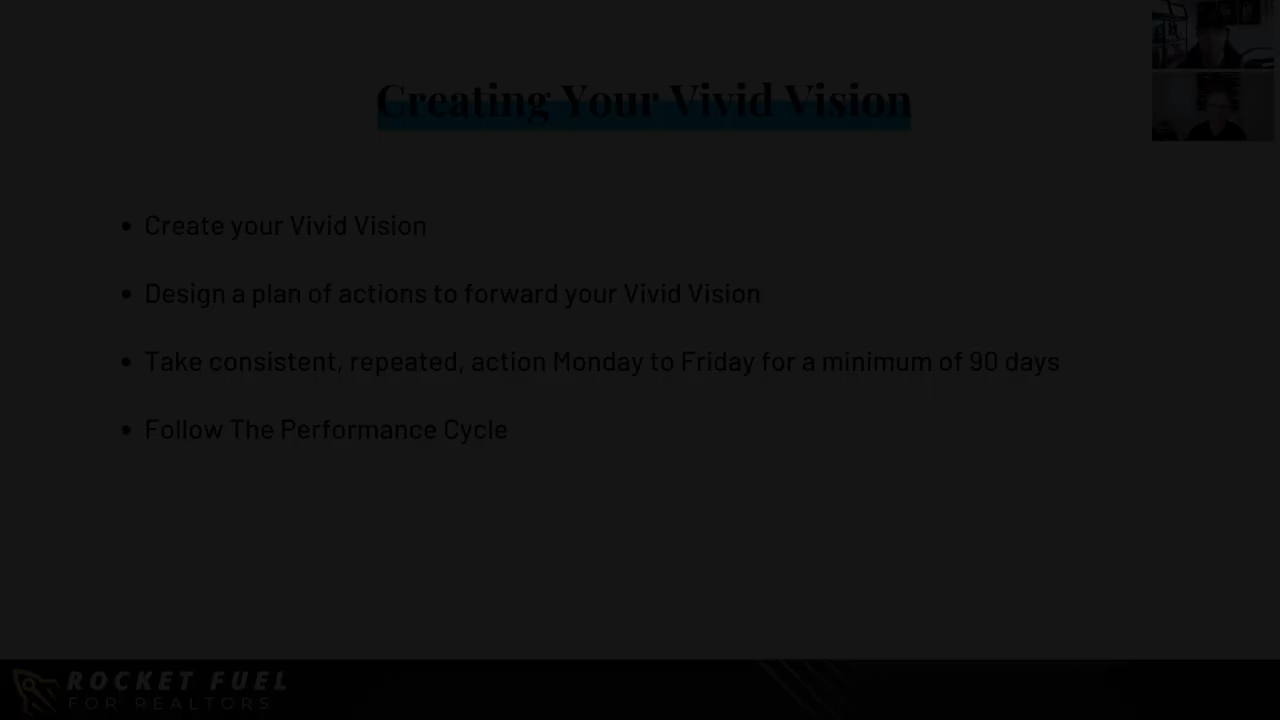 Creating Your Vivid Vision
• Create your Vivid Vision
• Design a plan of actions to forward your Vivid Vision
• Take consistent, repeated, action Monday to Friday for a minimum of 90 days
• Follow The Performance Cycle
ROCKET FUEL
FOR REALTORS